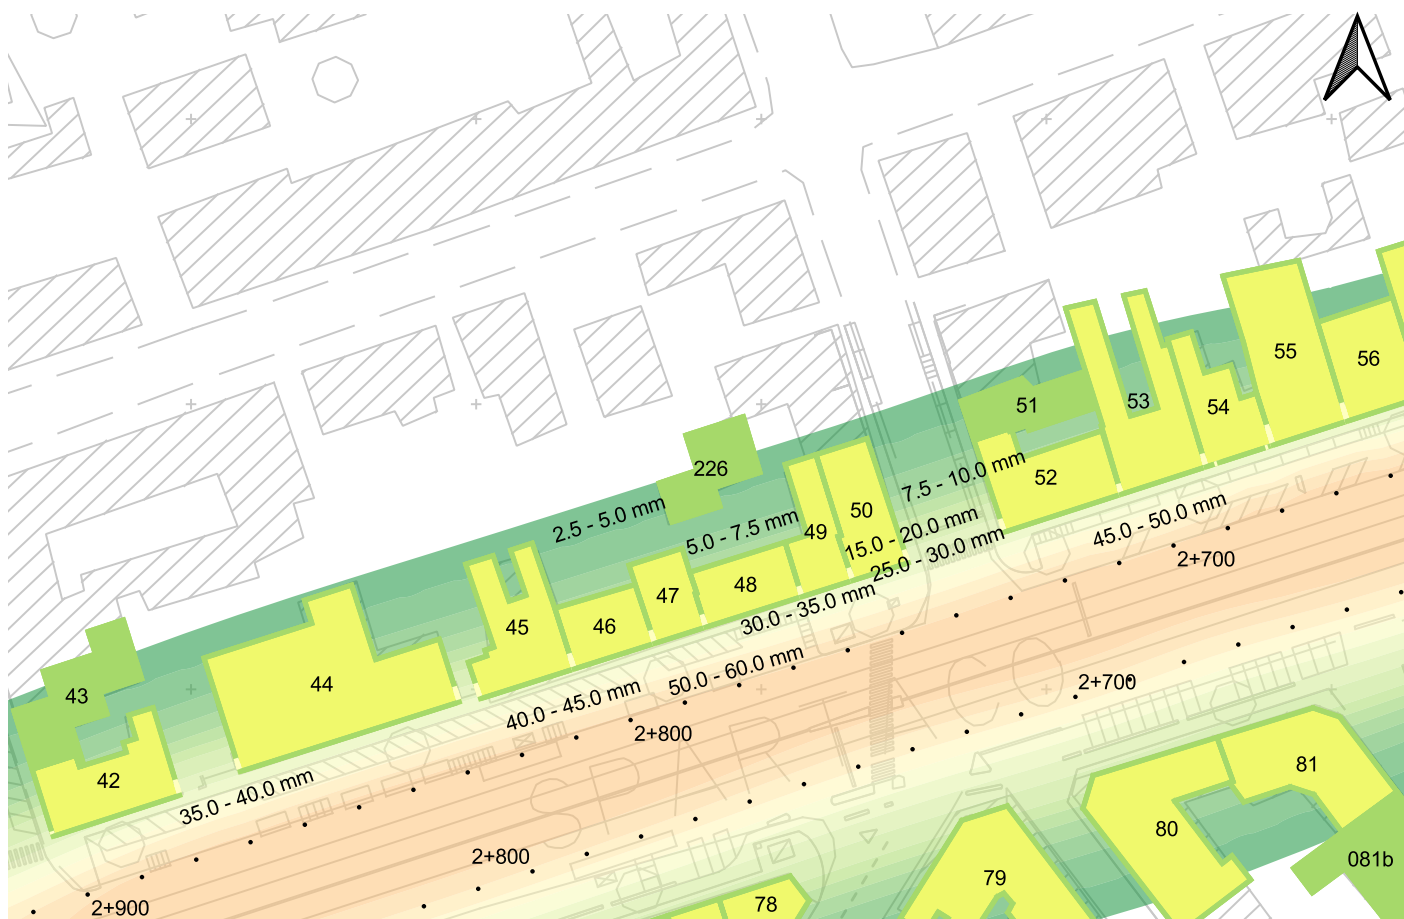 51
53
55
56
54
226
52
7.5 - 10.0 mm
2.5 - 5.0 mm
5.0 - 7.5 mm
49
50
15.0 - 20.0 mm
45.0 - 50.0 mm
25.0 - 30.0 mm
2+700
47
48
30.0 - 35.0 mm
45
46
44
43
40.0 - 45.0 mm
50.0 - 60.0 mm
2+700
2+800
42
35.0 - 40.0 mm
SPARTACO
81
80
2+800
081b
79
78
2+900